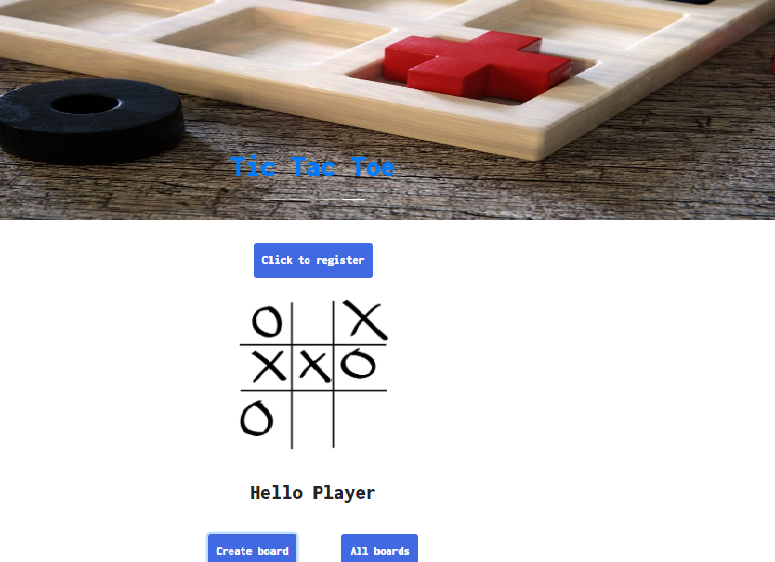 Tic Tac Toe
Click to register
O X
X X O
O
Hello Player
Create board All boards